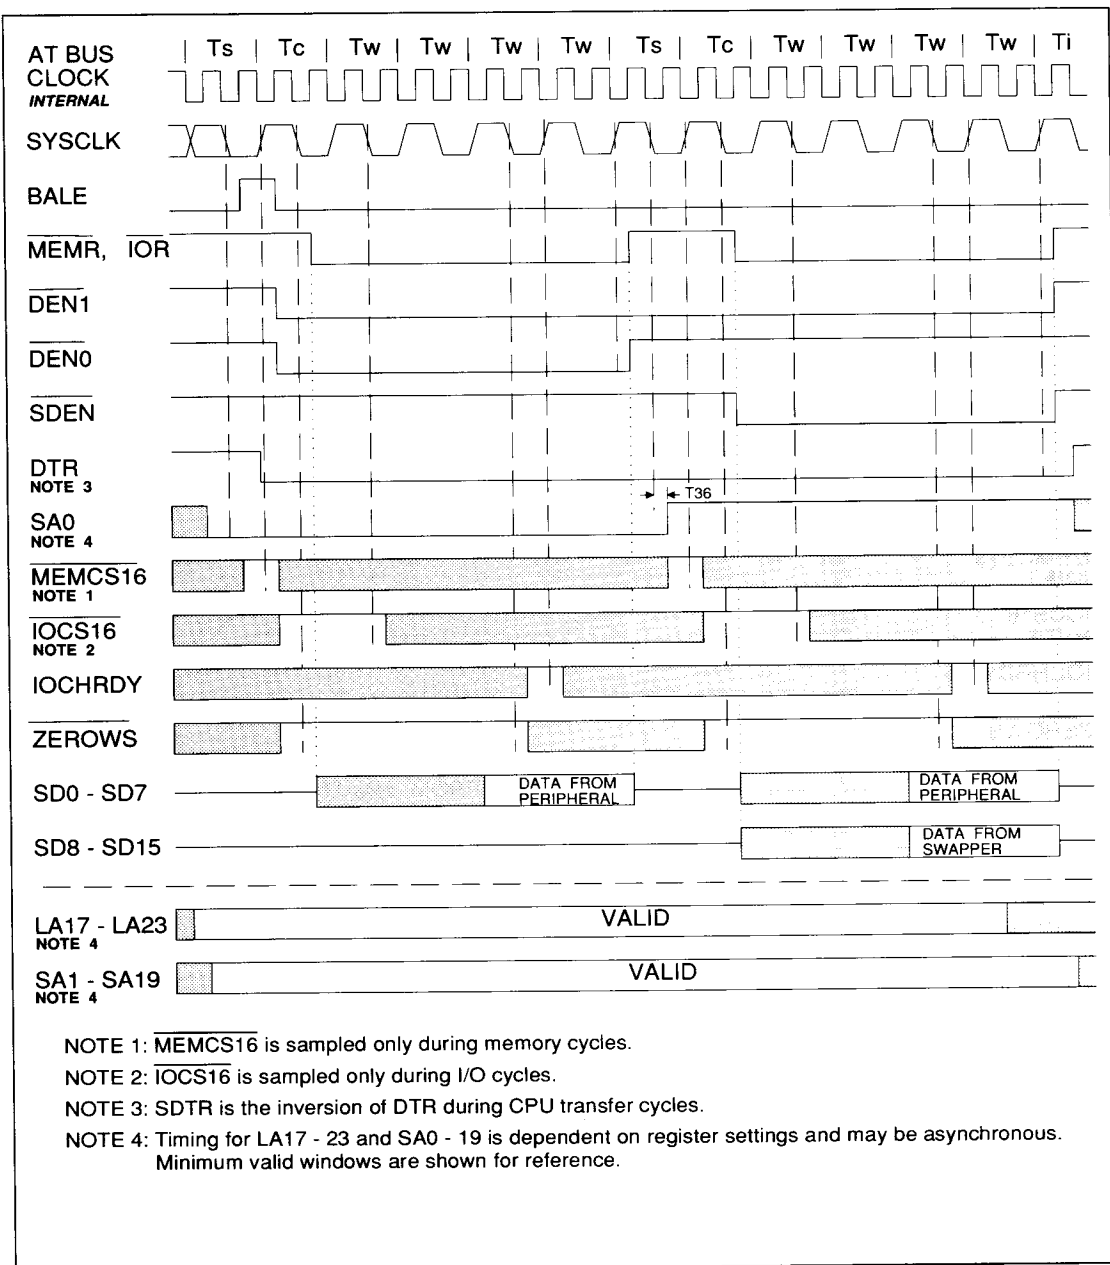 AT BUS CLOCK INTERNAL
Ts Tc Tw Tw Tw Tw Ts Tc Tw Tw Tw Tw Ti
SYSCLK
BALE
MEMR, IOR
DEN1
DEN0
SDEN
DTR
NOTE 3
T36
SA0
NOTE 4
MEMCS16
NOTE 1
IOCS16
NOTE 2
IOCHRDY
ZEROWS
SD0 - SD7
DATA FROM PERIPHERAL
DATA FROM PERIPHERAL
SD8 - SD15
DATA FROM SWAPPER
LA17 - LA23
NOTE 4
VALID
SA1 - SA19
NOTE 4
VALID
NOTE 1: MEMCS16 is sampled only during memory cycles.
NOTE 2: IOCS16 is sampled only during I/O cycles.
NOTE 3: SDTR is the inversion of DTR during CPU transfer cycles.
NOTE 4: Timing for LA17 - 23 and SA0 - 19 is dependent on register settings and may be asynchronous.
Minimum valid windows are shown for reference.